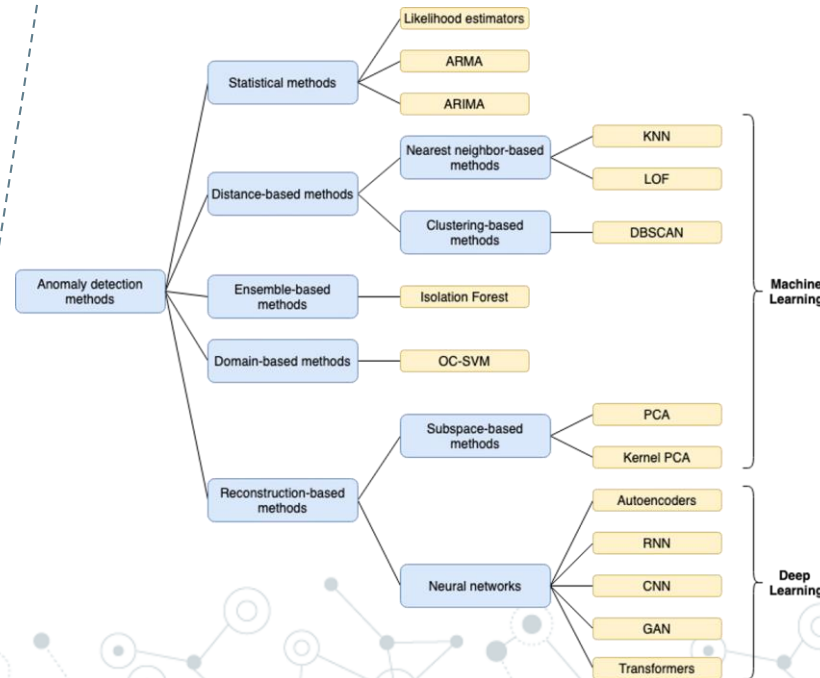 Likelihood estimators
Statistical methods
ARMA
ARIMA
KNN
Nearest neighbor-based
methods
LOF
Distance-based methods
Clustering-based
methods
DBSCAN
Anomaly detection
methods
Ensemble-based
methods
Isolation Forest
Machine
Learning
Domain-based methods
OC-SVM
PCA
Subspace-based
methods
Kernel PCA
Reconstruction-based
methods
Autoencoders
RNN
Neural networks
CNN
Deep
Learning
GAN
Transformers